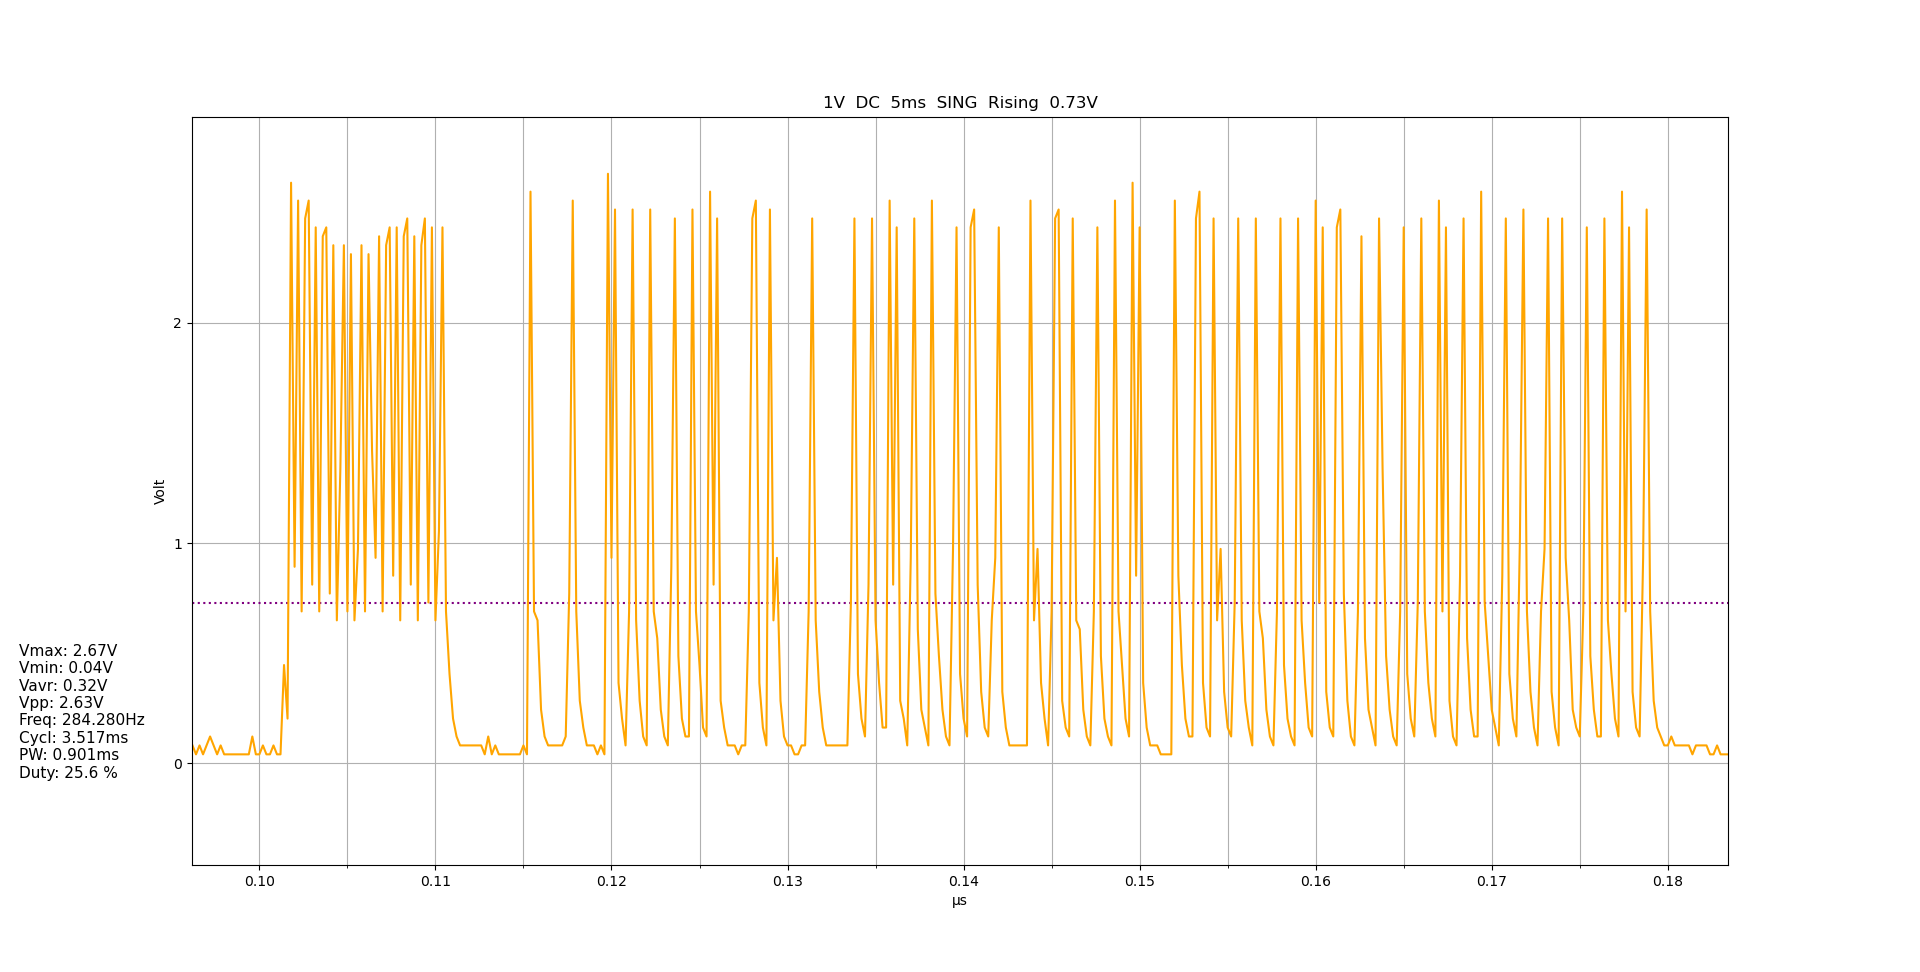 1V  DC  5ms  SING  Rising  0.73V
2
1
0
Volt
Vmax: 2.67V
Vmin: 0.04V
Vavr: 0.32V
Vpp: 2.63V
Freq: 284.280Hz
Cycl: 3.517ms
PW: 0.901ms
Duty: 25.6 %
0.10 0.11 0.12 0.13 0.14 0.15 0.16 0.17 0.18
µs